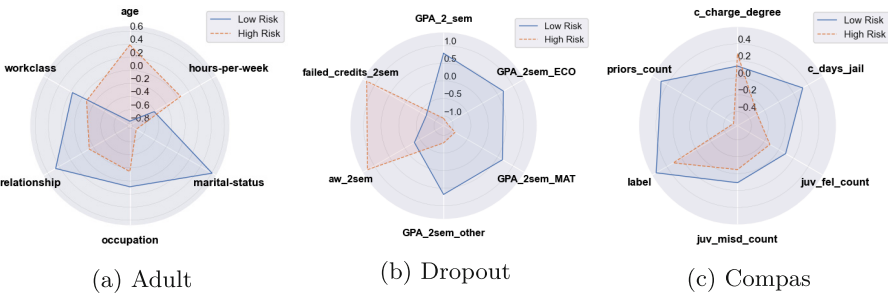 age
0.6
0.4
0.2
0.0
−0.2
−0.4
−0.6
−0.8
Low Risk
High Risk
workclass
hours-per-week
relationship
marital-status
occupation
(a) Adult
GPA_2_sem
1.0
0.5
0.0
−0.5
−1.0
Low Risk
High Risk
failed_credits_2sem
GPA_2sem_ECO
aw_2sem
GPA_2sem_MAT
GPA_2sem_other
(b) Dropout
c_charge_degree
0.4
0.2
0.0
−0.2
−0.4
Low Risk
High Risk
priors_count
c_days_jail
label
juv_fel_count
juv_misd_count
(c) Compas